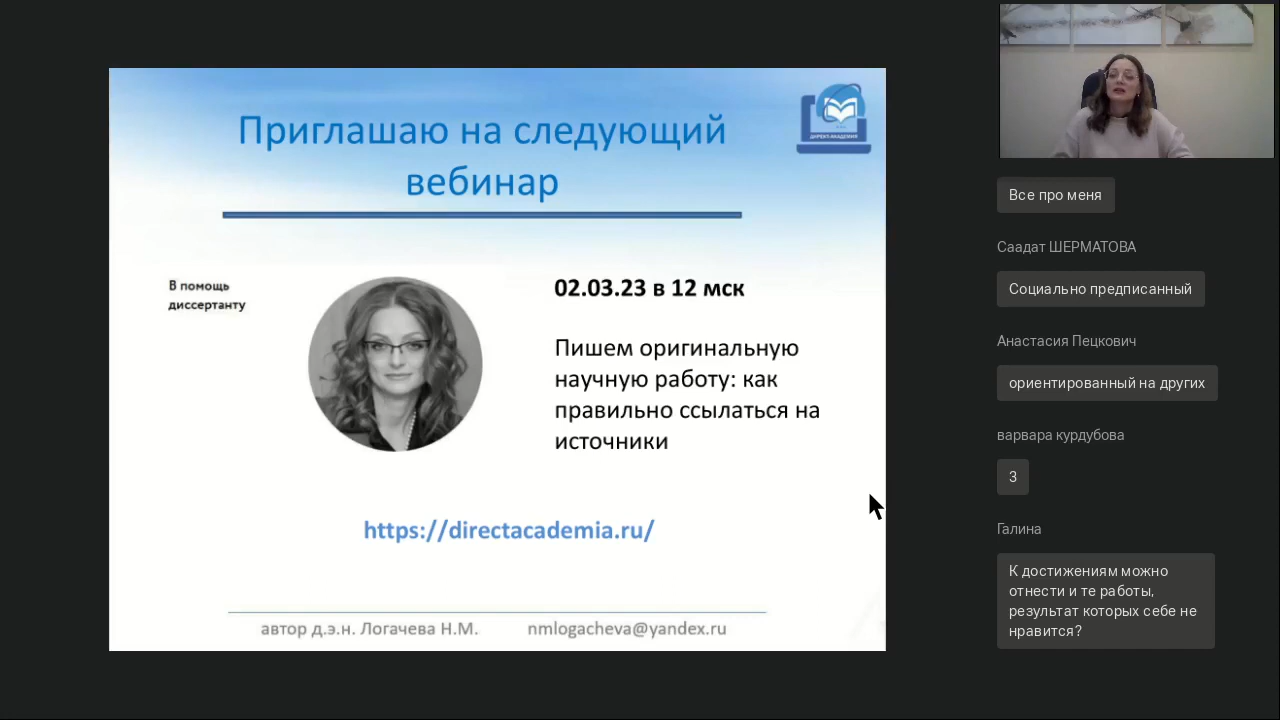 Приглашаю на следующий
вебинар
ДИРЕКТ-АКАДЕМИЯ
В помощь
диссертанту
02.03.23 в 12 мск
Пишем оригинальную
научную работу: как
правильно ссылаться на
источники
https://directacademia.ru/
автор д.э.н. Логачева Н.М.
nmlogacheva@yandex.ru
Все про меня
Саадат ШЕРМАТОВА
Социально предписанный
Анастасия Пецкович
ориентированный на других
варвара курдубова
3
Галина
К достижениям можно
отнести и те работы,
результат которых себе не
нравится?